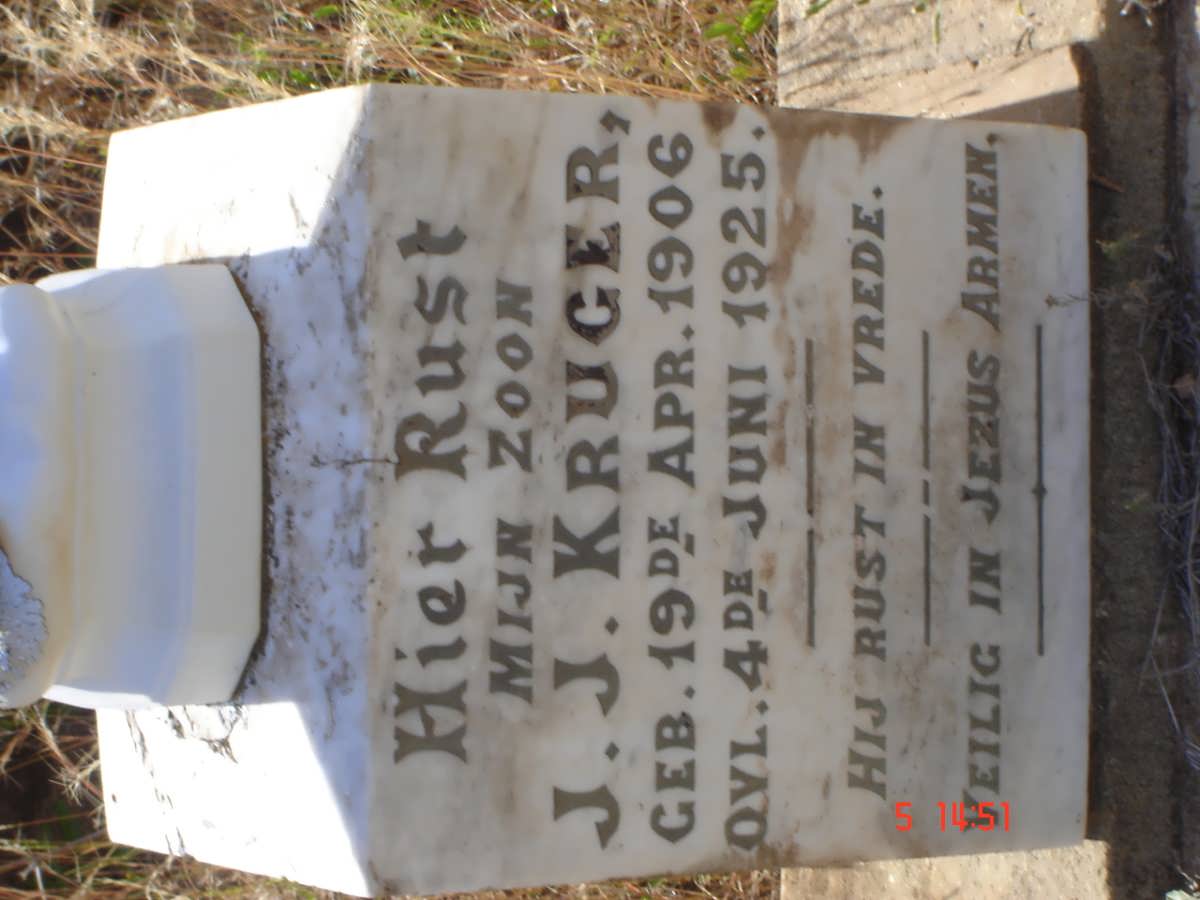 Hier Rust
MIJN ZOON
J. J. KRUGER,
GEB. 19DE APR. 1906
OVL. 4DE JUNI 1925.
HIJ RUST IN VREDE.
VEILIG IN JEZUS ARMEN.
5 14:51